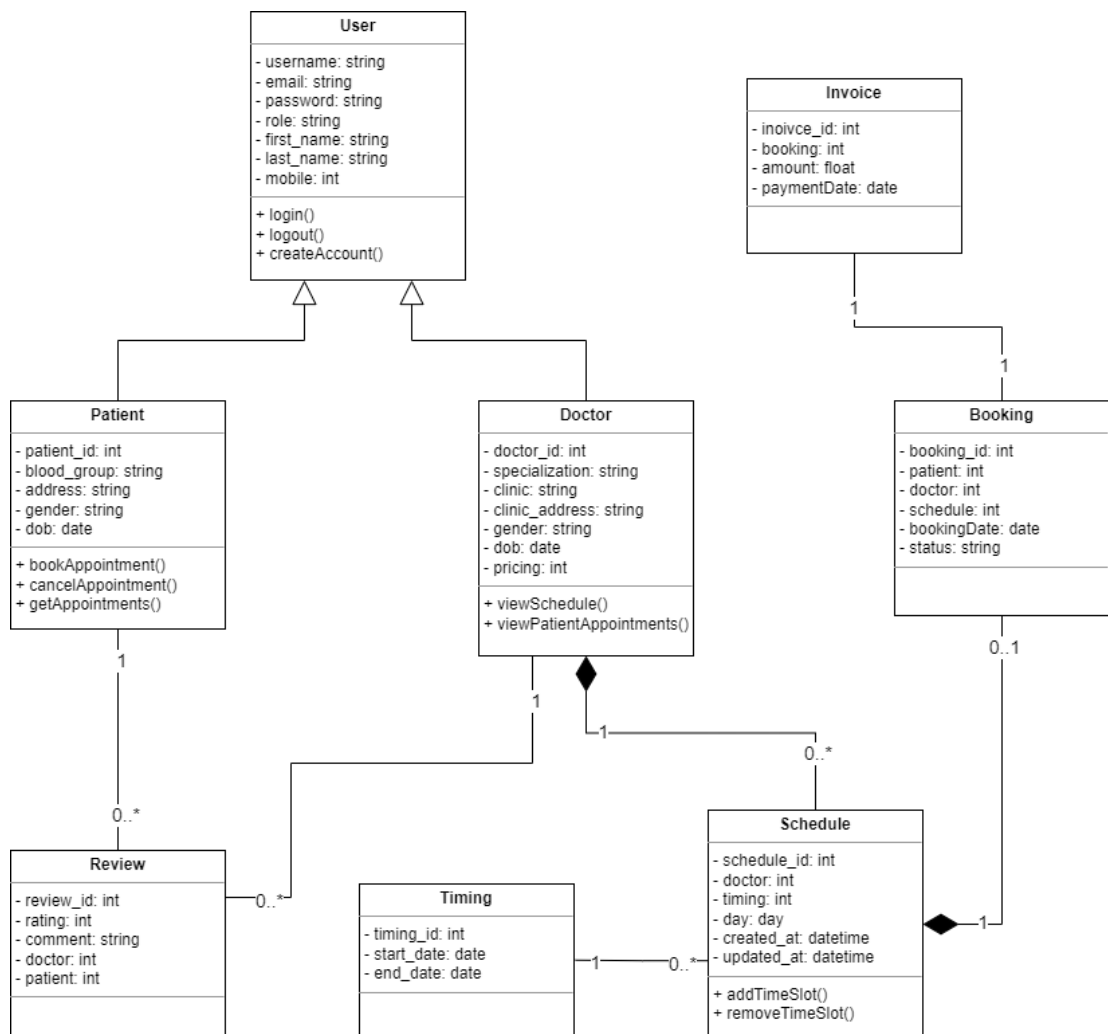 User
- username: string
- email: string
- password: string
- role: string
- first_name: string
- last_name: string
- mobile: int
+ login()
+ logout()
+ createAccount()
Invoice
- inoivce_id: int
- booking: int
- amount: float
- paymentDate: date
1
1
Patient
- patient_id: int
- blood_group: string
- address: string
- gender: string
- dob: date
+ bookAppointment()
+ cancelAppointment()
+ getAppointments()
Doctor
- doctor_id: int
- specialization: string
- clinic: string
- clinic_address: string
- gender: string
- dob: date
- pricing: int
+ viewSchedule()
+ viewPatientAppointments()
Booking
- booking_id: int
- patient: int
- doctor: int
- schedule: int
- bookingDate: date
- status: string
1
0..*
1
0..*
1
0..*
0..1
1
Review
- review_id: int
- rating: int
- comment: string
- doctor: int
- patient: int
Timing
- timing_id: int
- start_date: date
- end_date: date
1
0..*
Schedule
- schedule_id: int
- doctor: int
- timing: int
- day: day
- created_at: datetime
- updated_at: datetime
+ addTimeSlot()
+ removeTimeSlot()